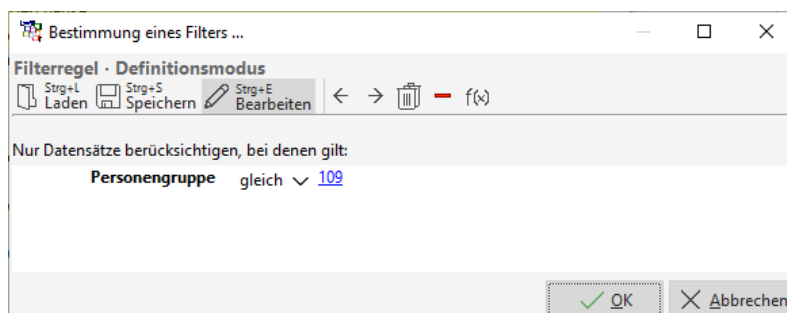 Bestimmung eines Filters ...
Filterregel · Definitionsmodus
Strg+L Strg+S Strg+E
Laden Speichern Bearbeiten f(x)
Nur Datensätze berücksichtigen, bei denen gilt:
Personengruppe gleich 109
OK Abbrechen